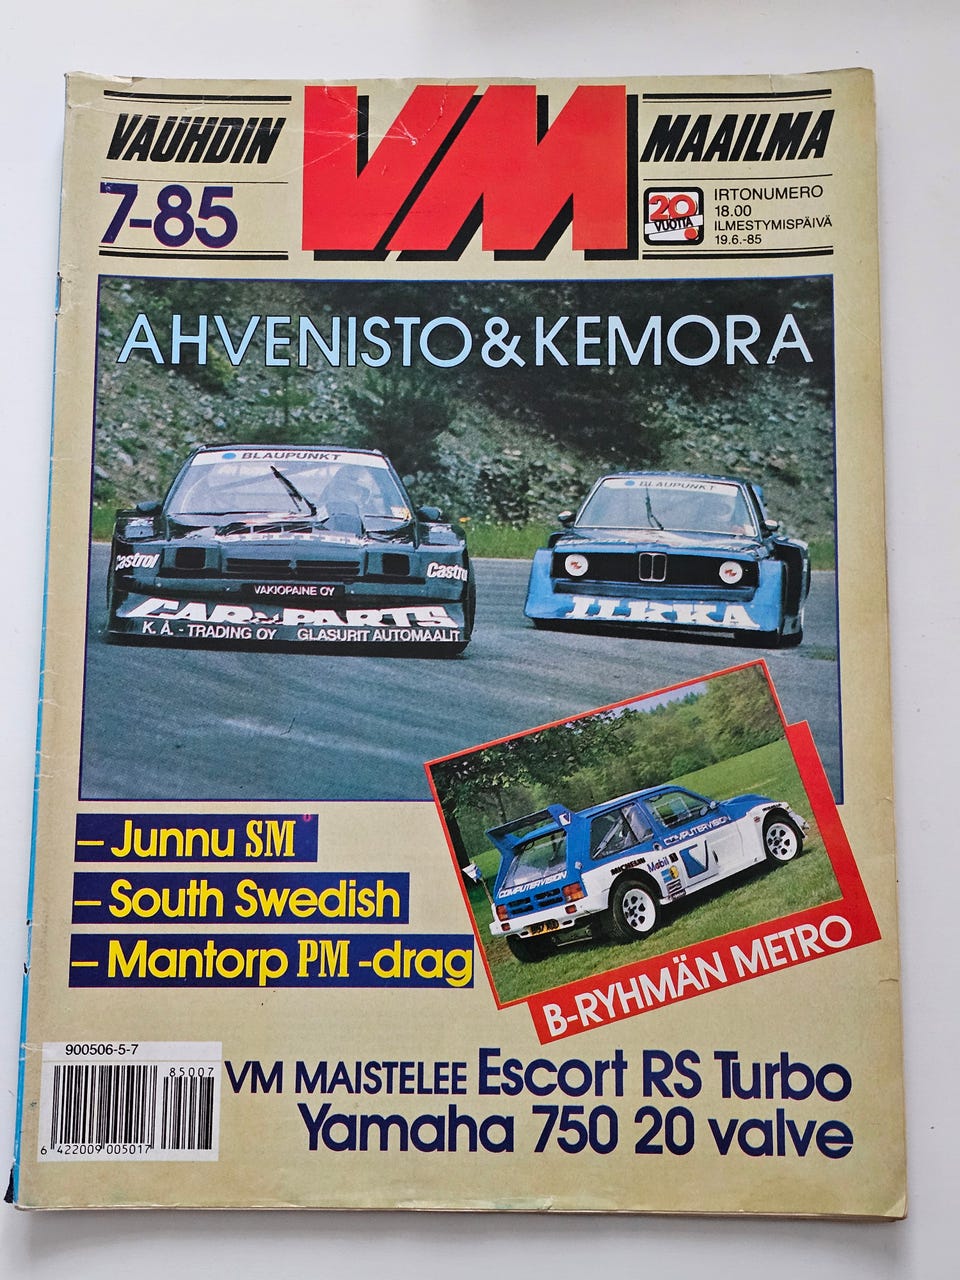 VAUHDIN
VM
MAAILMA
7-85
20
VUOTTA
IRTONUMERO
18.00
ILMESTYMISPÄIVÄ
19.6.-85
AHVENISTO&KEMORA
BLAUPUNKT
BLAUPUNKT
Castrol
Castrol
VAKIOPAINE OY
CAR PARTS
K. Å. - TRADING OY GLASURIT AUTOMAALIT
ILKKA
COMPUTERVISION
MICHELIN
Mobil 1
COMPUTERVISION
B-RYHMÄN METRO
– Junnu SM
– South Swedish
– Mantorp PM -drag
900506-5-7
85007
6 422009 005017
VM MAISTELEE Escort RS Turbo
Yamaha 750 20 valve